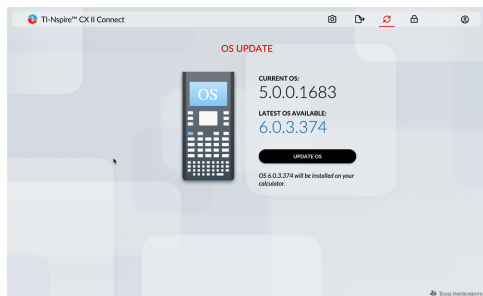 TI-Nspire™ CX II Connect
OS UPDATE
OS
CURRENT OS:
5.0.0.1683
LATEST OS AVAILABLE:
6.0.3.374
UPDATE OS
OS 6.0.3.374 will be installed on your
calculator.
TEXAS INSTRUMENTS